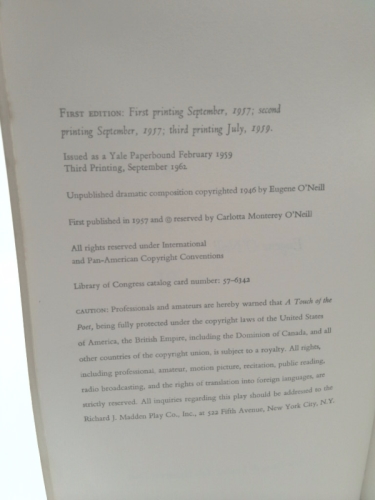 FIRST EDITION: First printing September, 1957; second
printing September, 1957; third printing July, 1959.
Issued as a Yale Paperbound February 1959
Third Printing, September 1962
Unpublished dramatic composition copyrighted 1946 by Eugene O'Neill
First published in 1957 and © reserved by Carlotta Monterey O'Neill
All rights reserved under International
and Pan-American Copyright Conventions
Library of Congress catalog card number: 57–6342
CAUTION: Professionals and amateurs are hereby warned that A Touch of the
Poet, being fully protected under the copyright laws of the United States
of America, the British Empire, including the Dominion of Canada, and all
other countries of the copyright union, is subject to a royalty. All rights,
including professional, amateur, motion picture, recitation, public reading,
radio broadcasting, and the rights of translation into foreign languages, are
strictly reserved. All inquiries regarding this play should be addressed to the
Richard J. Madden Play Co., Inc., at 522 Fifth Avenue, New York City, N.Y.